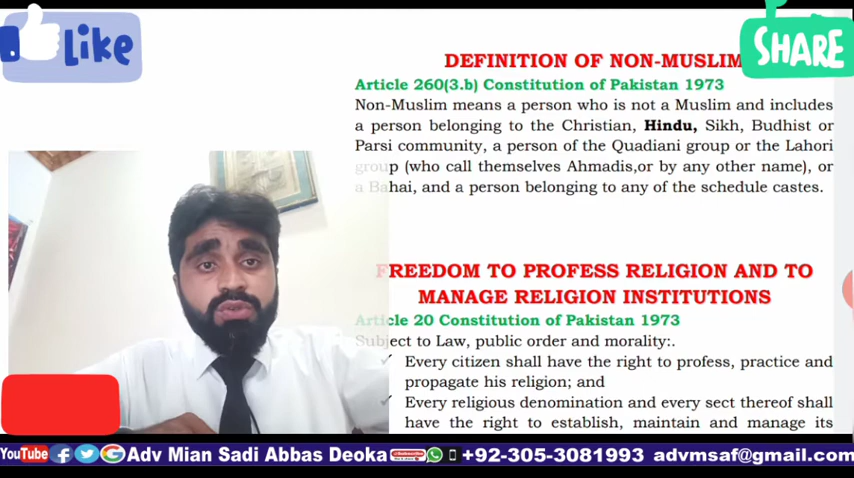 Like
SHARE
DEFINITION OF NON-MUSLIM
Article 260(3.b) Constitution of Pakistan 1973
Non-Muslim means a person who is not a Muslim and includes
a person belonging to the Christian, Hindu, Sikh, Budhist or
Parsi community, a person of the Quadiani group or the Lahori
group (who call themselves Ahmadis,or by any other name), or
a Bahai, and a person belonging to any of the schedule castes.
FREEDOM TO PROFESS RELIGION AND TO
MANAGE RELIGION INSTITUTIONS
Article 20 Constitution of Pakistan 1973
Subject to Law, public order and morality:.
✓ Every citizen shall have the right to profess, practice and
propagate his religion; and
✓ Every religious denomination and every sect thereof shall
have the right to establish, maintain and manage its
YouTube Adv Mian Sadi Abbas Deoka +92-305-3081993 advmsaf@gmail.com